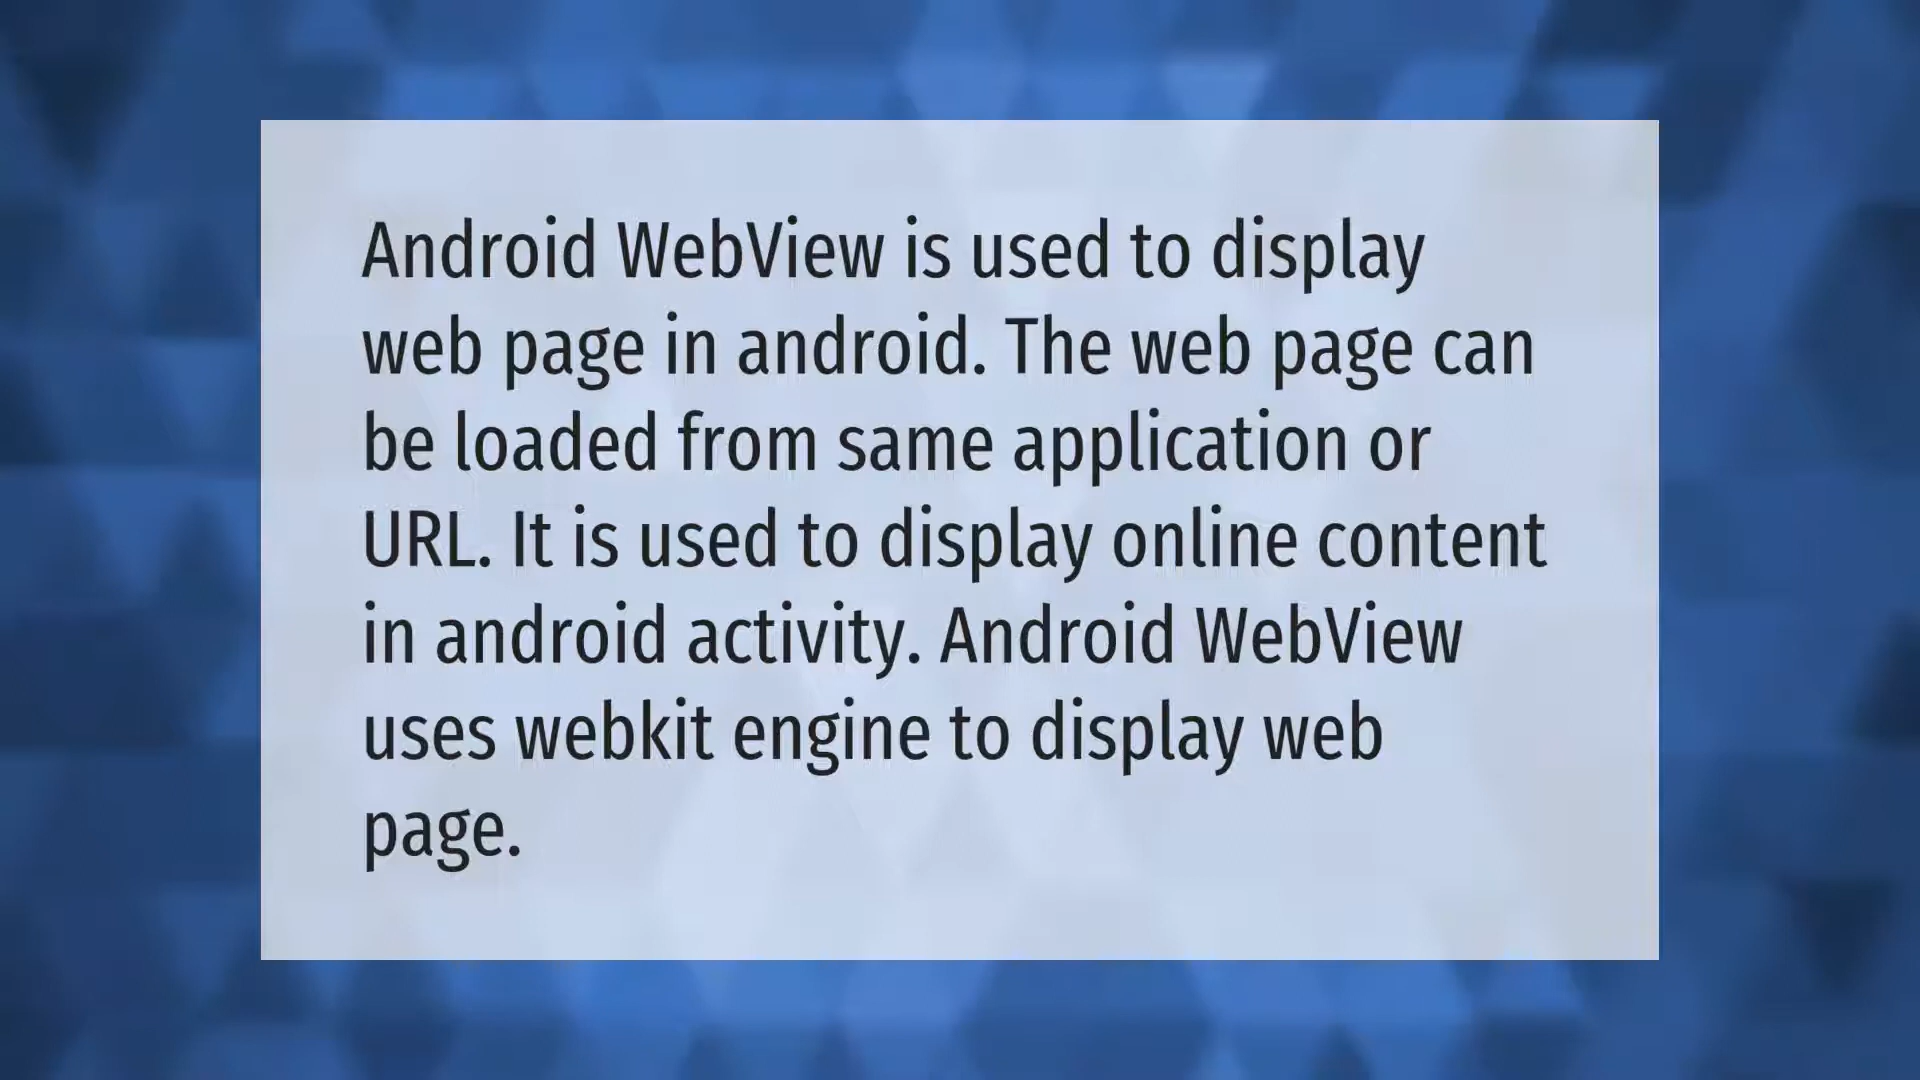 Android WebView is used to display
web page in android. The web page can
be loaded from same application or
URL. It is used to display online content
in android activity. Android WebView
uses webkit engine to display web
page.